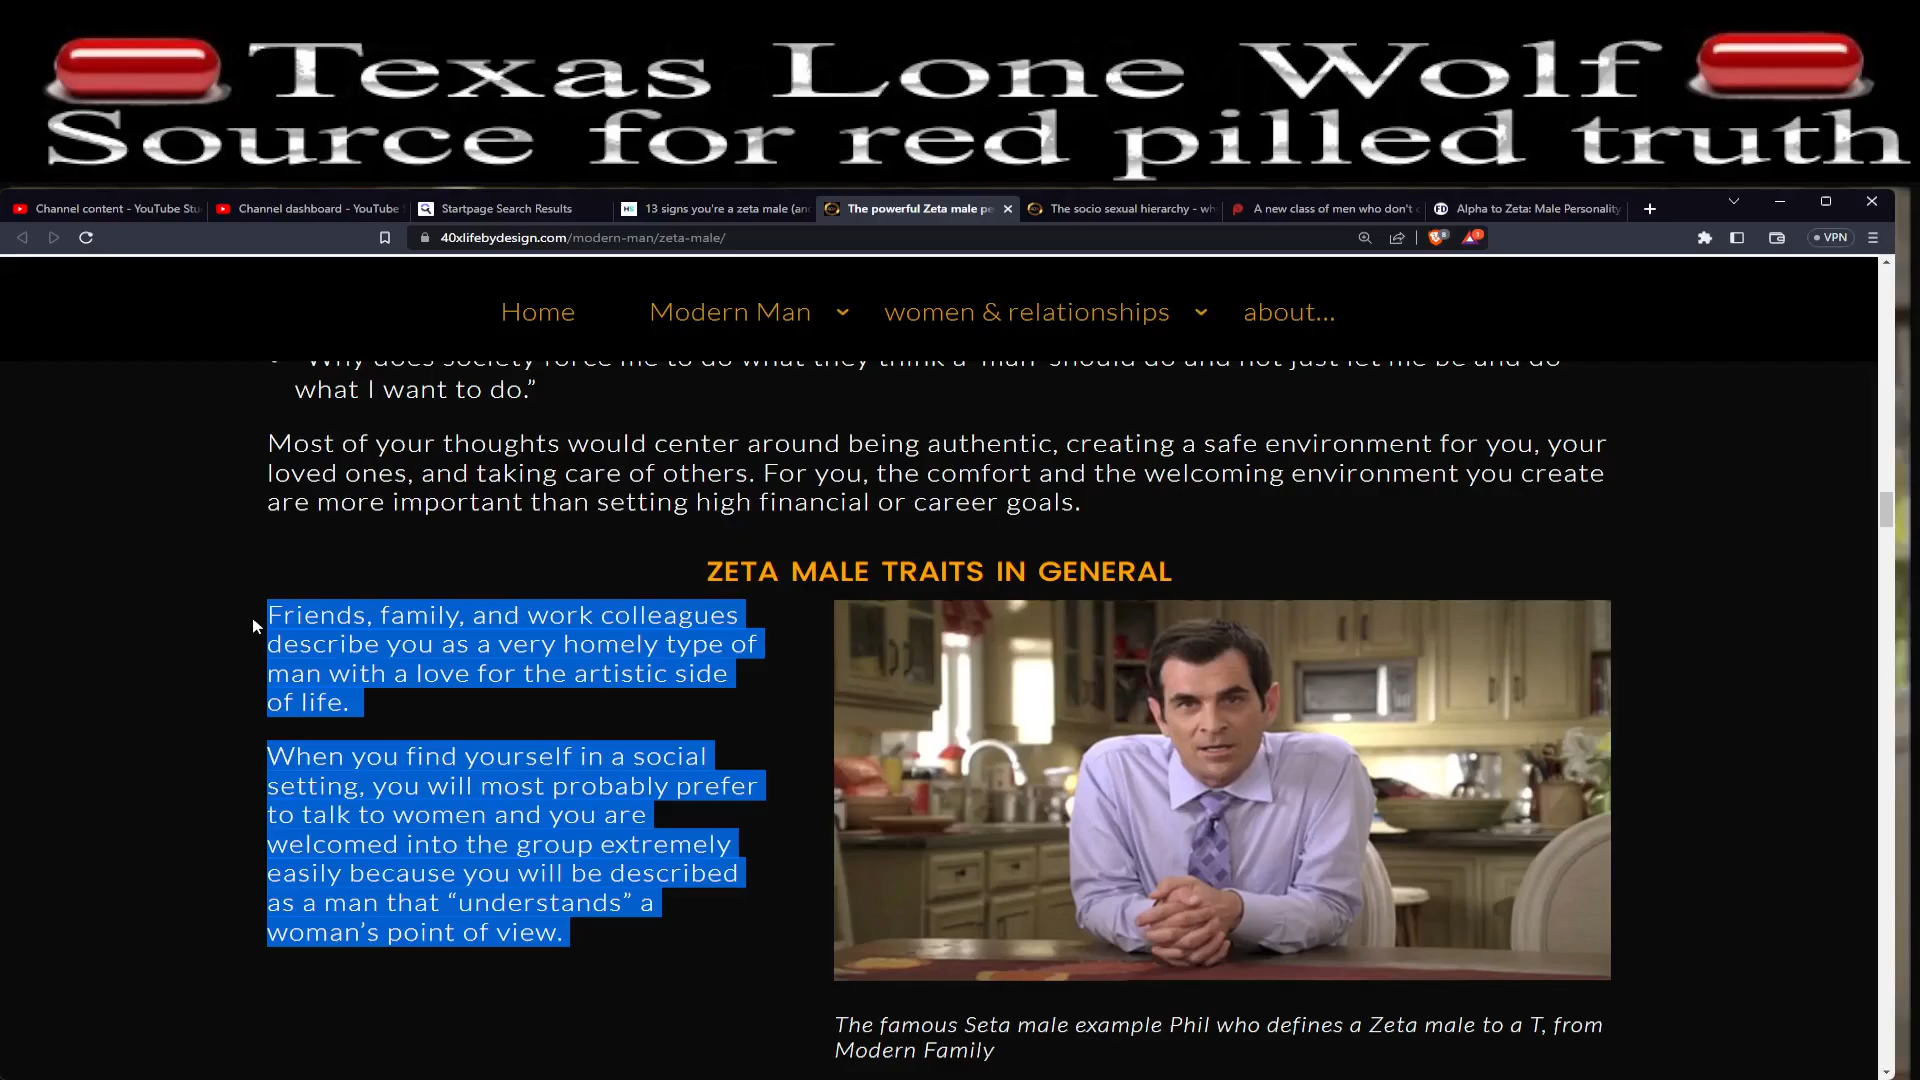 Texas Lone Wolf
Source for red pilled truth
Channel content - YouTube Stu
Channel dashboard - YouTube
Startpage Search Results
13 signs you're a zeta male (an
The powerful Zeta male pe
The socio sexual hierarchy - wh
A new class of men who don't
Alpha to Zeta: Male Personality
40xlifebydesign.com/modern-man/zeta-male/
VPN
Home
Modern Man
women & relationships
about...
"Why does society force me to do what they think a "man" should do and not just let me be and do
what I want to do."
Most of your thoughts would center around being authentic, creating a safe environment for you, your
loved ones, and taking care of others. For you, the comfort and the welcoming environment you create
are more important than setting high financial or career goals.
ZETA MALE TRAITS IN GENERAL
Friends, family, and work colleagues
describe you as a very homely type of
man with a love for the artistic side
of life.
When you find yourself in a social
setting, you will most probably prefer
to talk to women and you are
welcomed into the group extremely
easily because you will be described
as a man that “understands” a
woman’s point of view.
The famous Seta male example Phil who defines a Zeta male to a T, from
Modern Family